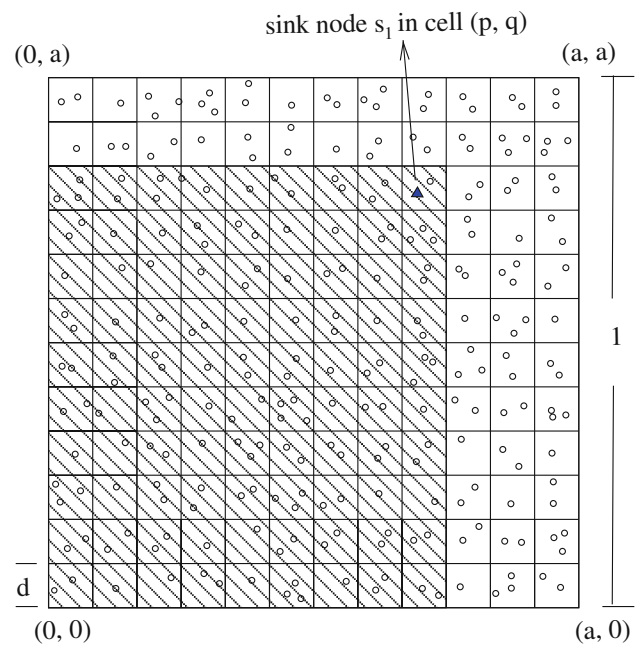 sink node s₁ in cell (p, q)
(0, a)
(a, a)
1
d
(0, 0)
(a, 0)